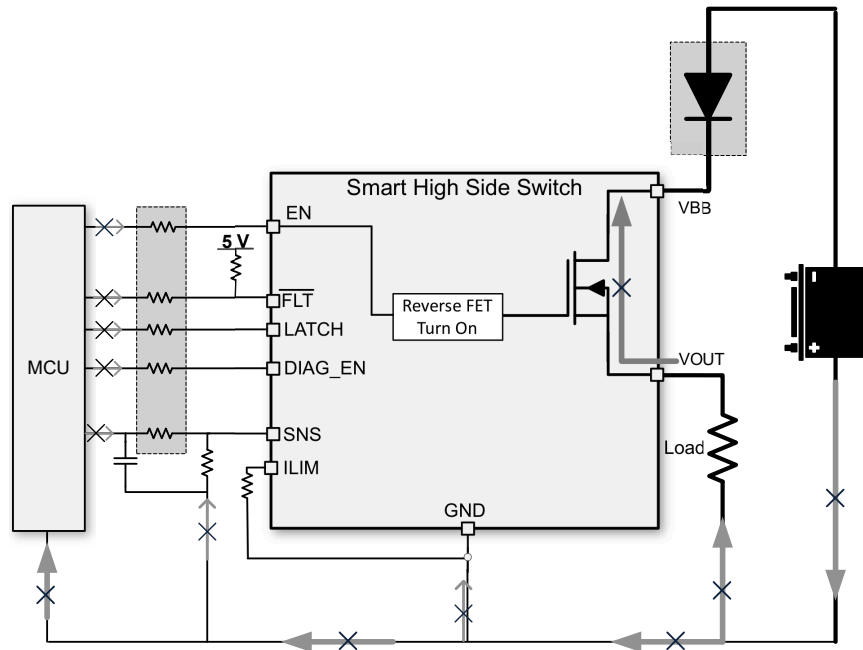 Smart High Side Switch
VBB
EN
5 V
FLT
LATCH
DIAG_EN
SNS
ILIM
GND
Reverse FET
Turn On
VOUT
Load
MCU
-
+